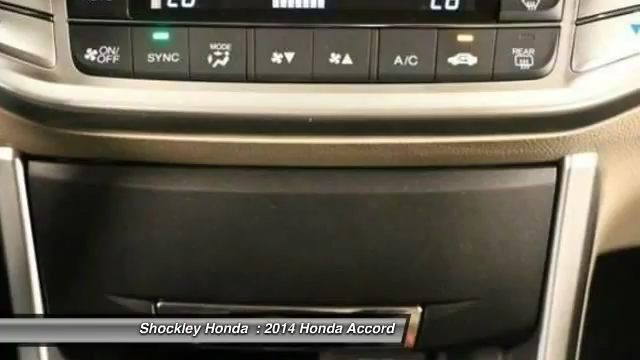 ON/
OFF
SYNC
MODE
A/C
REAR
Shockley Honda : 2014 Honda Accord